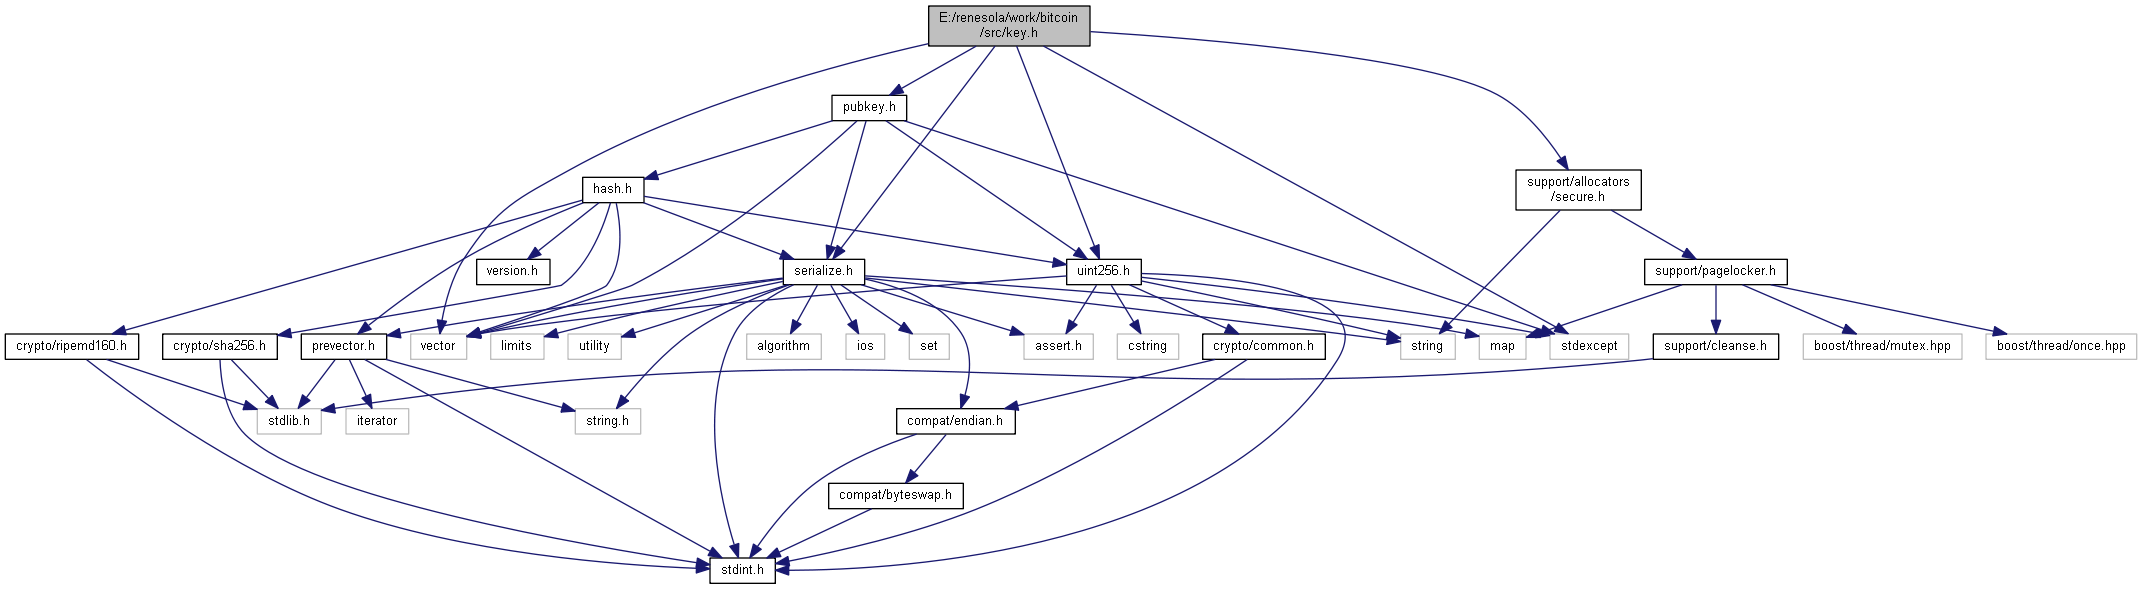 E:/renesola/work/bitcoin
/src/key.h
pubkey.h
support/allocators
/secure.h
hash.h
version.h
serialize.h
uint256.h
support/pagelocker.h
crypto/ripemd160.h
crypto/sha256.h
prevector.h
vector
limits
utility
algorithm
ios
set
assert.h
cstring
crypto/common.h
string
map
stdexcept
support/cleanse.h
boost/thread/mutex.hpp
boost/thread/once.hpp
stdlib.h
iterator
string.h
compat/endian.h
compat/byteswap.h
stdint.h